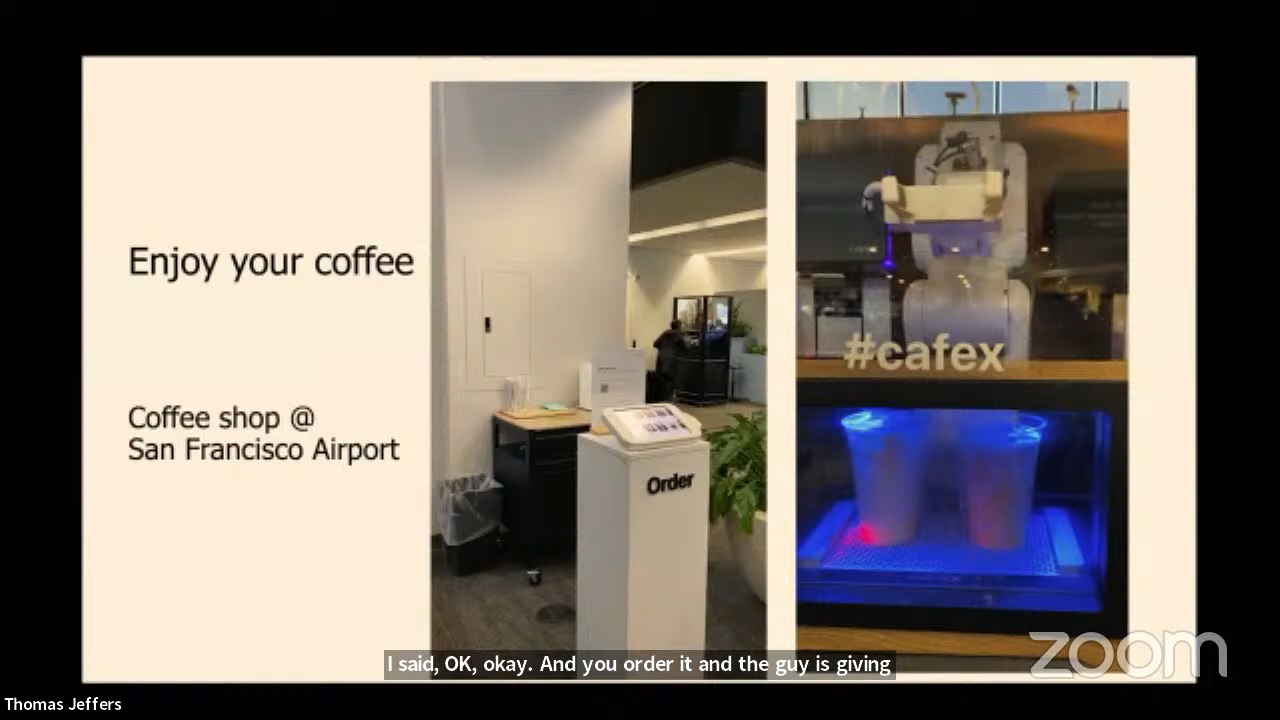 Enjoy your coffee
Coffee shop @
San Francisco Airport
Order
#cafex
I said, OK, okay. And you order it and the guy is giving
zoom
Thomas Jeffers